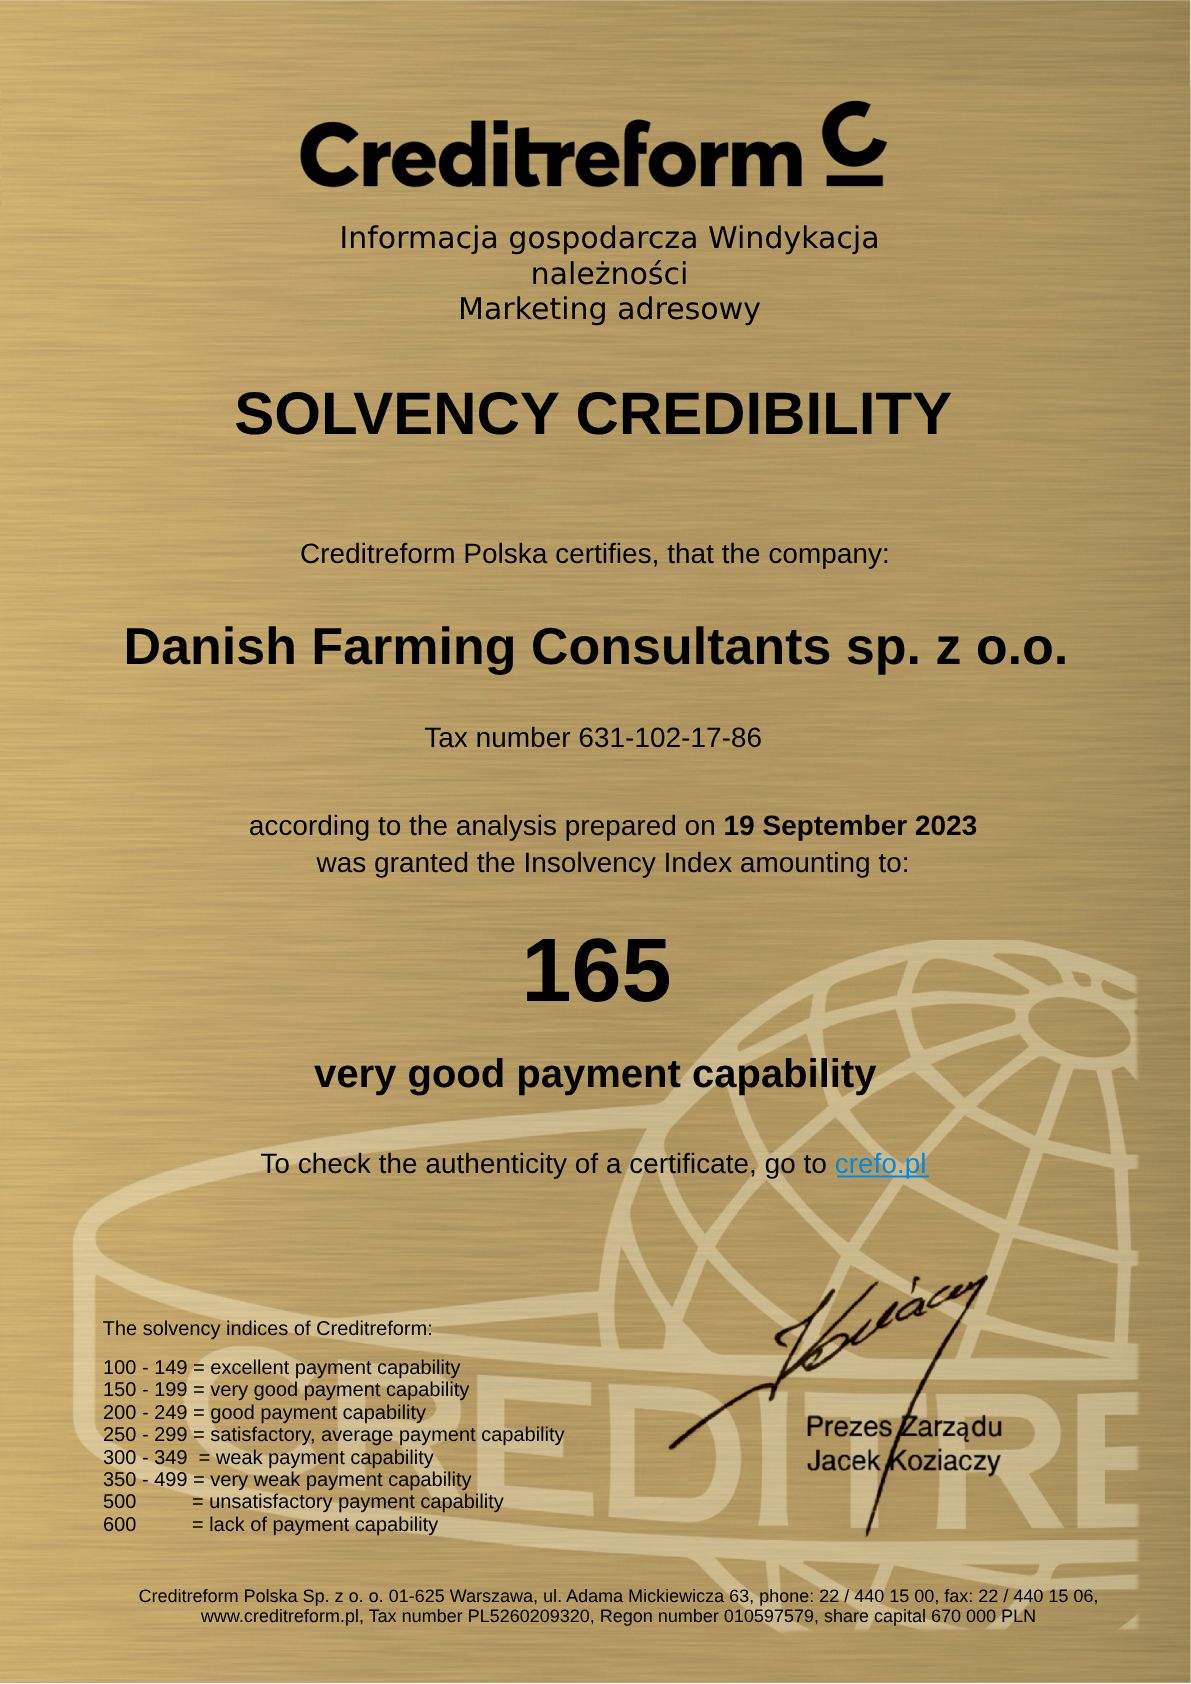 Creditreform C
Informacja gospodarcza Windykacja
należności
Marketing adresowy
SOLVENCY CREDIBILITY
Creditreform Polska certifies, that the company:
Danish Farming Consultants sp. z o.o.
Tax number 631-102-17-86
according to the analysis prepared on 19 September 2023
was granted the Insolvency Index amounting to:
165
very good payment capability
To check the authenticity of a certificate, go to crefo.pl
The solvency indices of Creditreform:
100 - 149 = excellent payment capability
150 - 199 = very good payment capability
200 - 249 = good payment capability
250 - 299 = satisfactory, average payment capability
300 - 349 = weak payment capability
350 - 499 = very weak payment capability
500 = unsatisfactory payment capability
600 = lack of payment capability
Koziaczy
Prezes Zarządu
Jacek Koziaczy
CREDITRE
Creditreform Polska Sp. z o. o. 01-625 Warszawa, ul. Adama Mickiewicza 63, phone: 22 / 440 15 00, fax: 22 / 440 15 06,
www.creditreform.pl, Tax number PL5260209320, Regon number 010597579, share capital 670 000 PLN